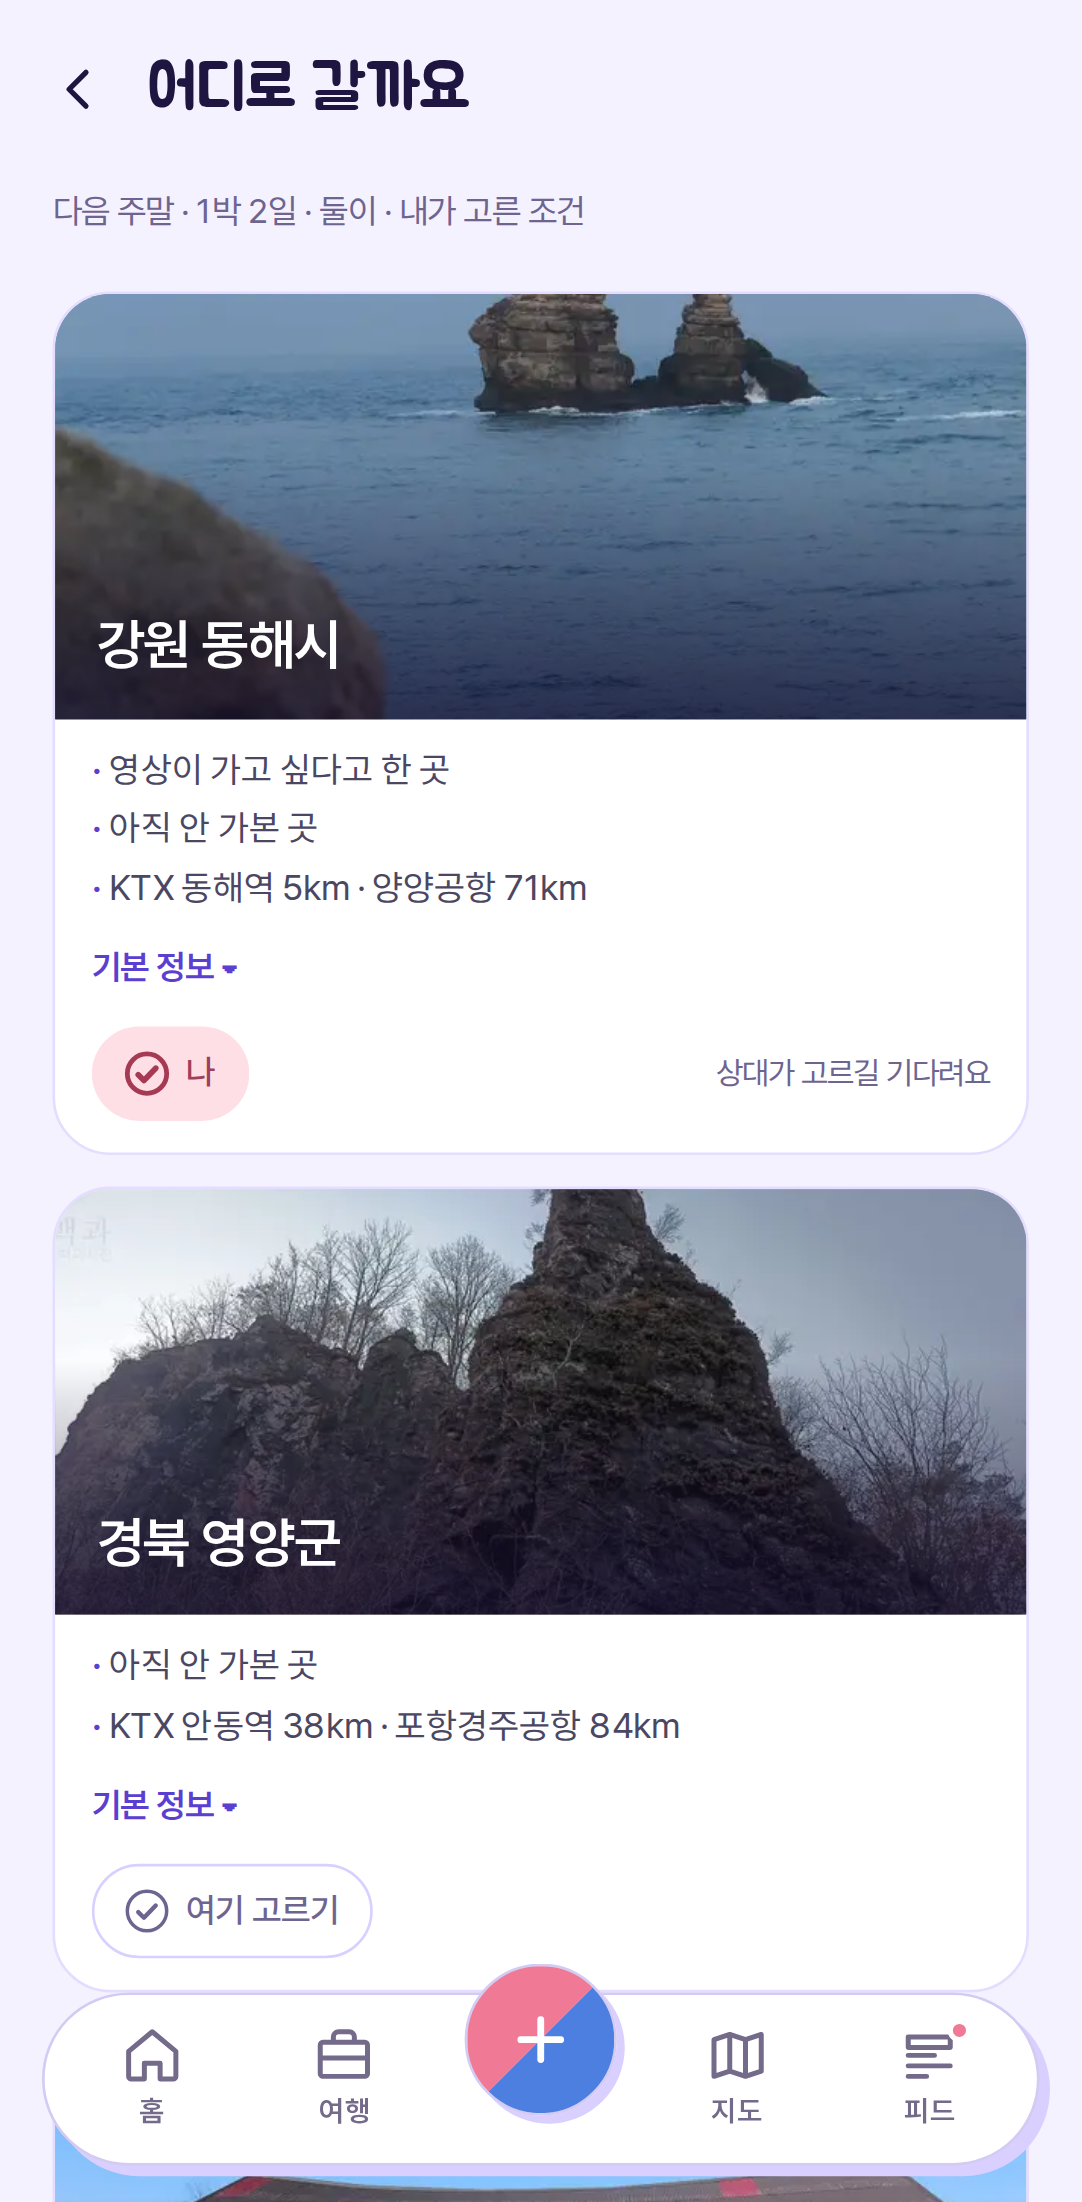 어디로 갈까요
다음 주말 · 1박 2일 · 둘이 · 내가 고른 조건
강원 동해시
· 영상이 가고 싶다고 한 곳
· 아직 안 가본 곳
· KTX 동해역 5km · 양양공항 71km
기본 정보
나
상대가 고르길 기다려요
백과
경북 영양군
· 아직 안 가본 곳
· KTX 안동역 38km · 포항경주공항 84km
기본 정보
여기 고르기
홈
여행
지도
피드